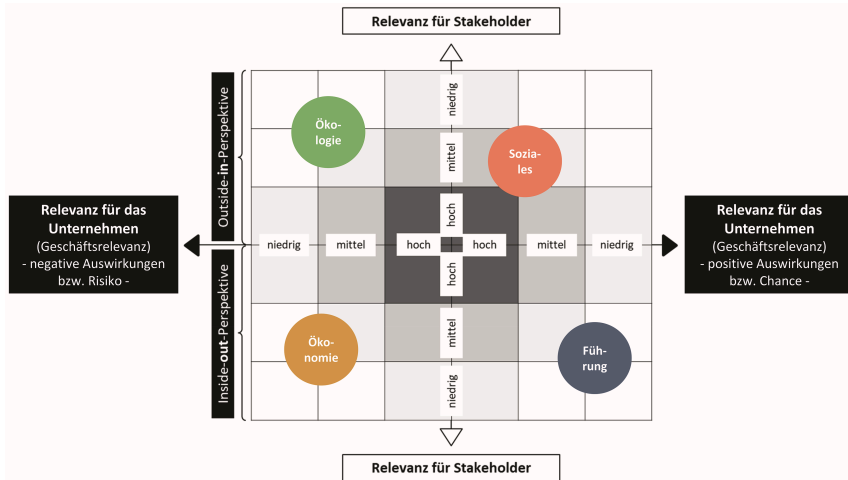 Relevanz für Stakeholder
Outside-in-Perspektive
niedrig
mittel
hoch
Öko-
logie
Sozia-
les
Relevanz für das
Unternehmen
(Geschäftsrelevanz)
- negative Auswirkungen
bzw. Risiko -
niedrig
mittel
hoch
hoch
mittel
niedrig
Relevanz für das
Unternehmen
(Geschäftsrelevanz)
- positive Auswirkungen
bzw. Chance -
Inside-out-Perspektive
hoch
mittel
niedrig
Öko-
nomie
Füh-
rung
Relevanz für Stakeholder